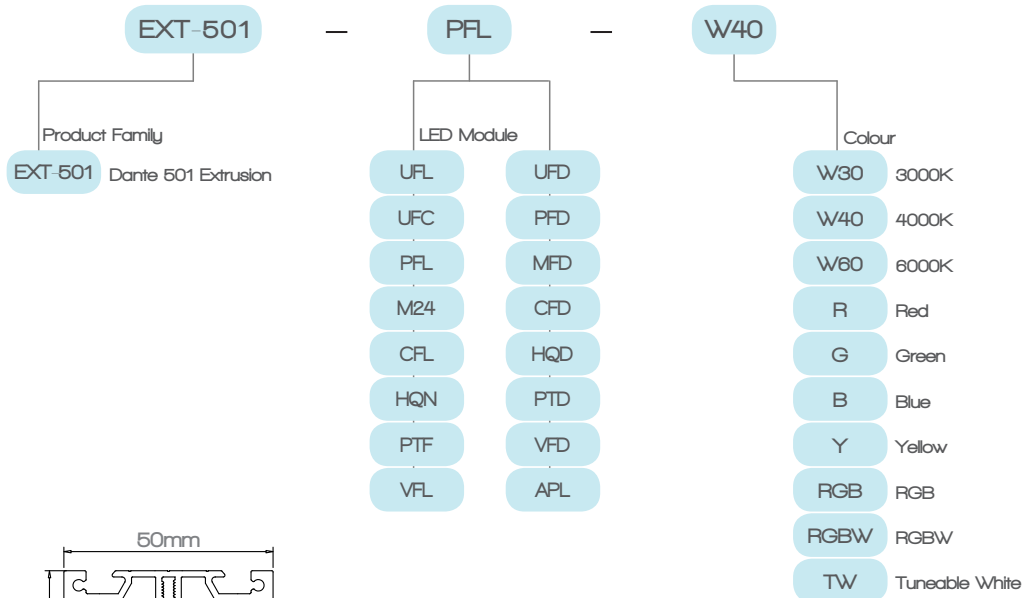 EXT-501 — PFL — W40
Product Family
EXT-501 Dante 501 Extrusion
LED Module
UFL UFD
UFC PFD
PFL MFD
M24 CFD
CFL HQD
HQN PTD
PTF VFD
VFL APL
Colour
W30 3000K
W40 4000K
W60 6000K
R Red
G Green
B Blue
Y Yellow
RGB RGB
RGBW RGBW
TW Tuneable White
50mm